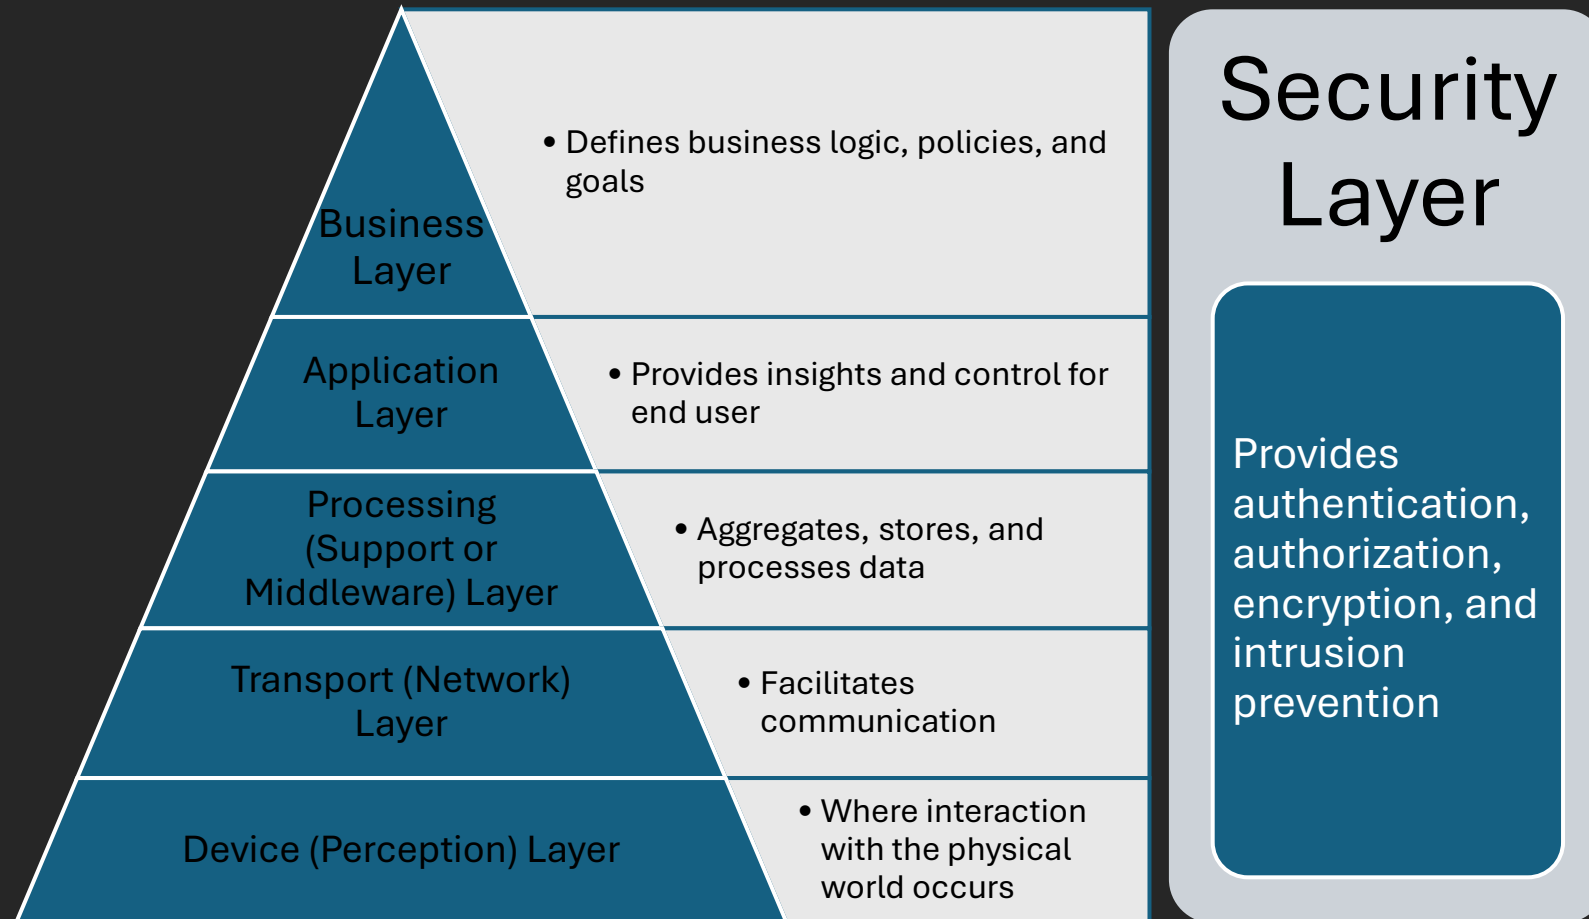 Business
Layer
• Defines business logic, policies, and
goals
Application
Layer
• Provides insights and control for
end user
Processing
(Support or
Middleware) Layer
• Aggregates, stores, and
processes data
Transport (Network)
Layer
• Facilitates
communication
Device (Perception) Layer
• Where interaction
with the physical
world occurs
Security
Layer
Provides
authentication,
authorization,
encryption, and
intrusion
prevention